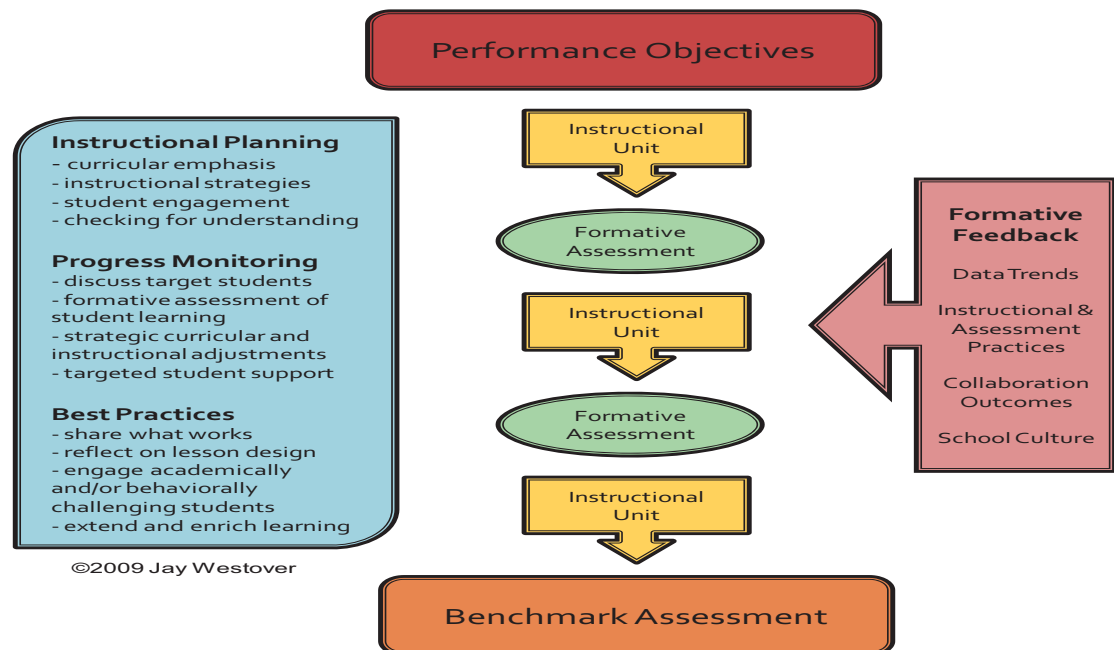 Performance Objectives
Instructional Planning
- curricular emphasis
- instructional strategies
- student engagement
- checking for understanding
Progress Monitoring
- discuss target students
- formative assessment of
student learning
- strategic curricular and
instructional adjustments
- targeted student support
Best Practices
- share what works
- reflect on lesson design
- engage academically
and/or behaviorally
challenging students
- extend and enrich learning
©2009 Jay Westover
Instructional
Unit
Formative
Assessment
Instructional
Unit
Formative
Assessment
Instructional
Unit
Benchmark Assessment
Formative
Feedback
Data Trends
Instructional &
Assessment
Practices
Collaboration
Outcomes
School Culture